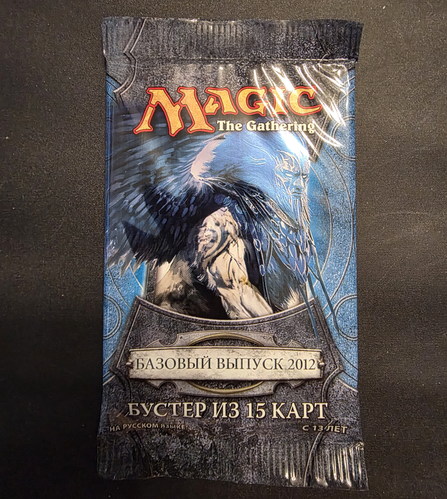 MAGIC
The Gathering
БАЗОВЫЙ ВЫПУСК 2012
БУСТЕР ИЗ 15 КАРТ
НА РУССКОМ ЯЗЫКЕ
С 13 ЛЕТ